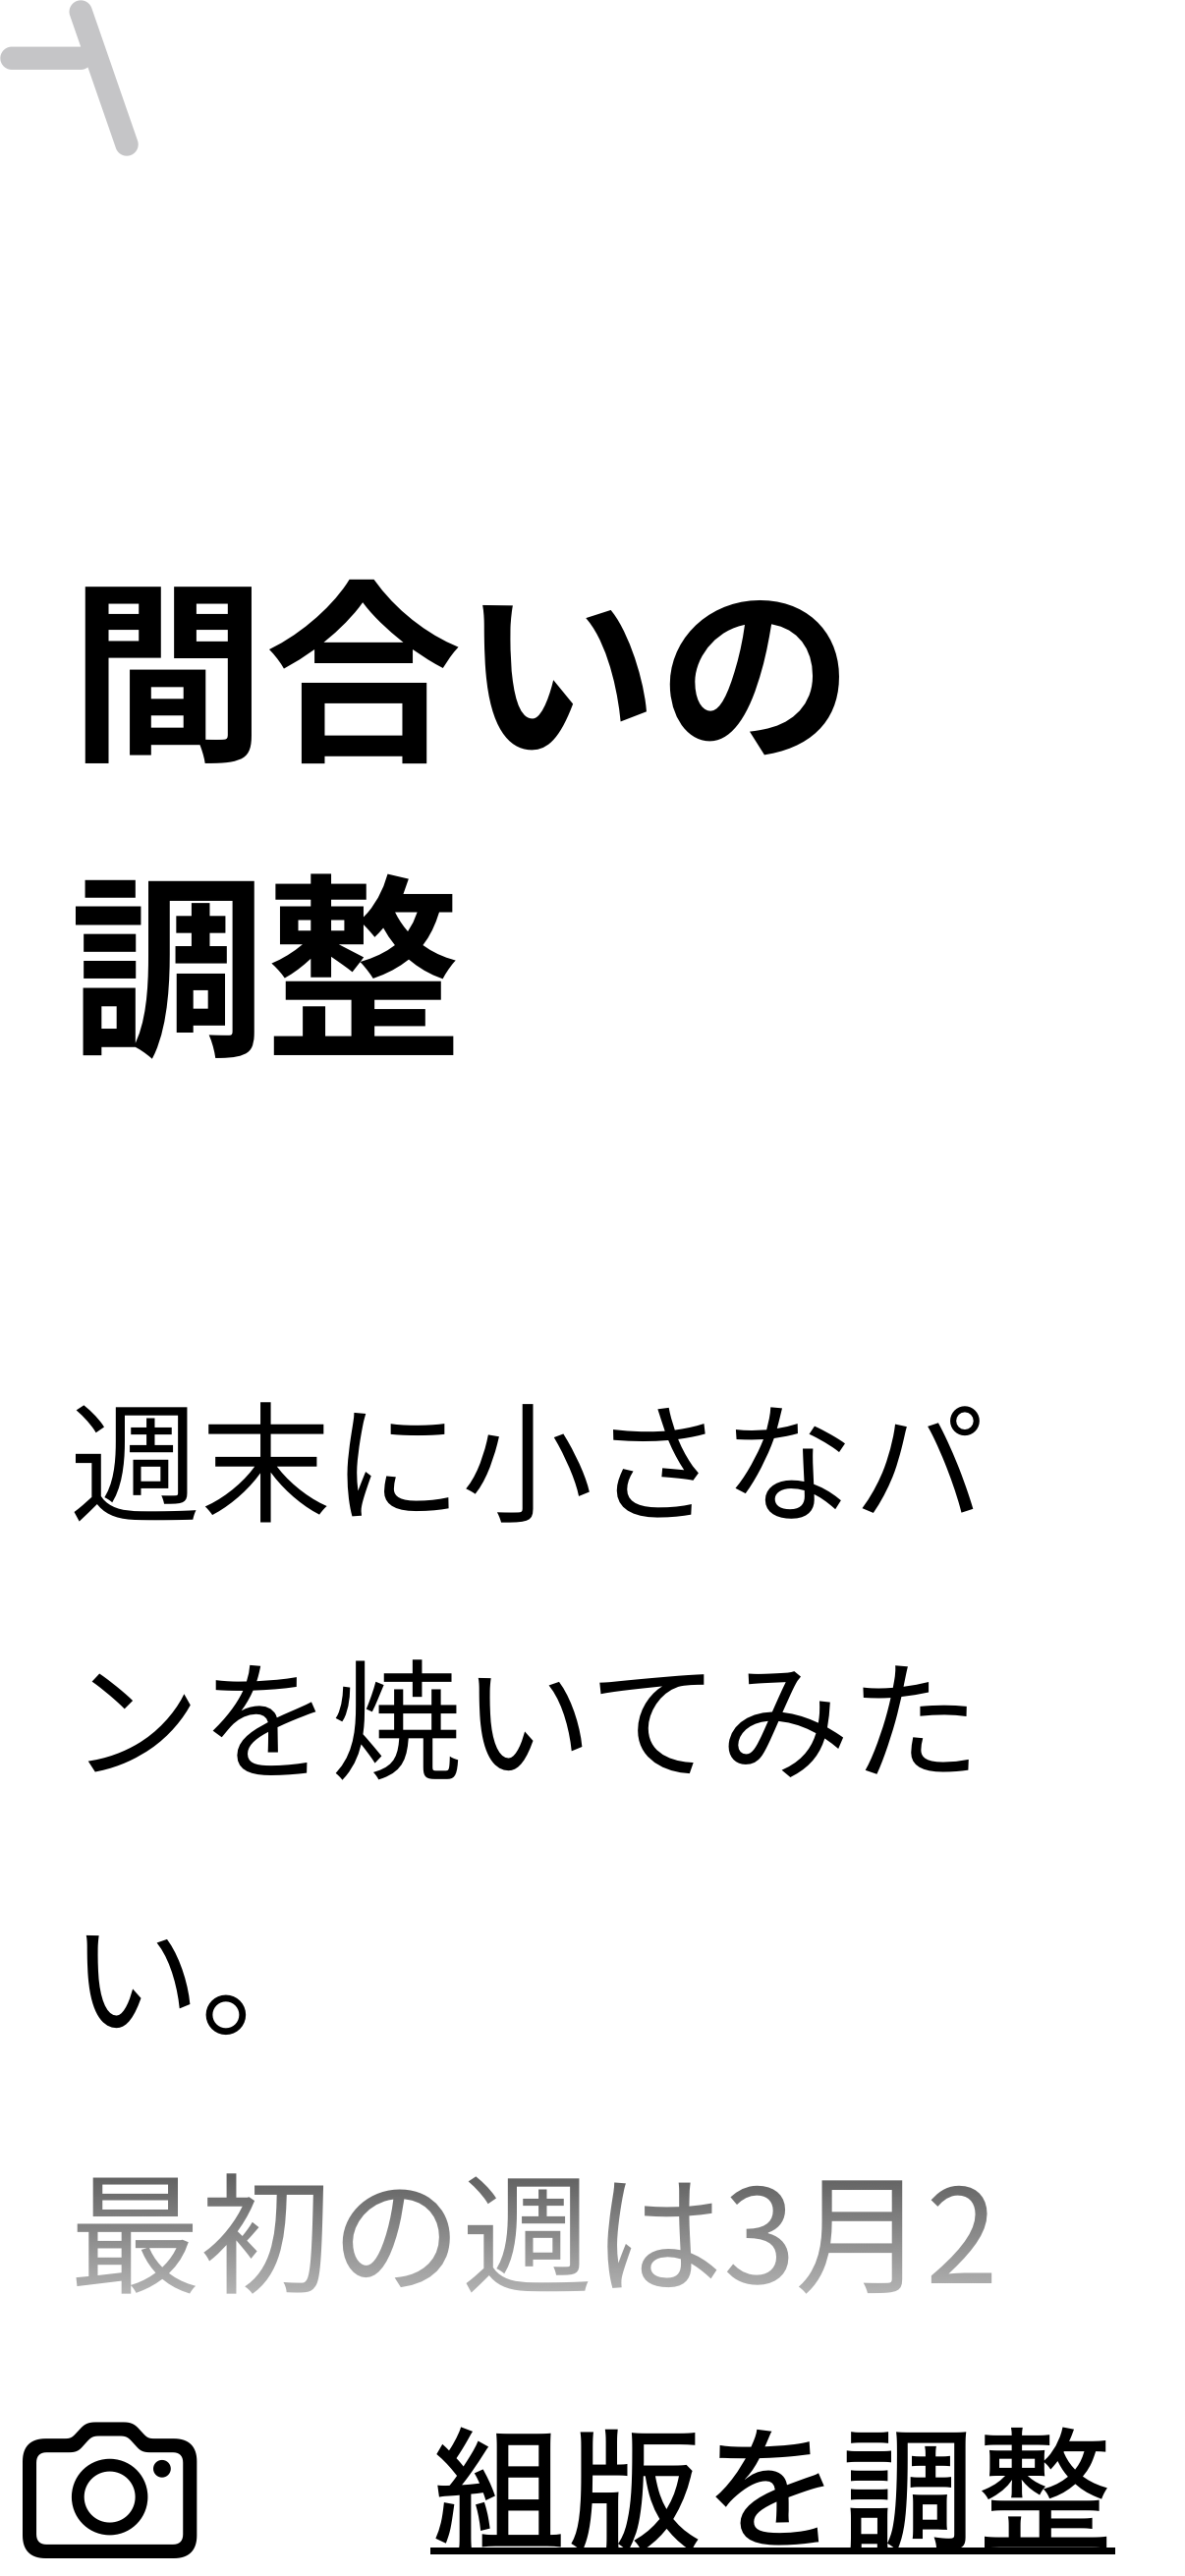 間合いの
調整
週末に小さなパ
ンを焼いてみた
い。
最初の週は3月2
組版を調整